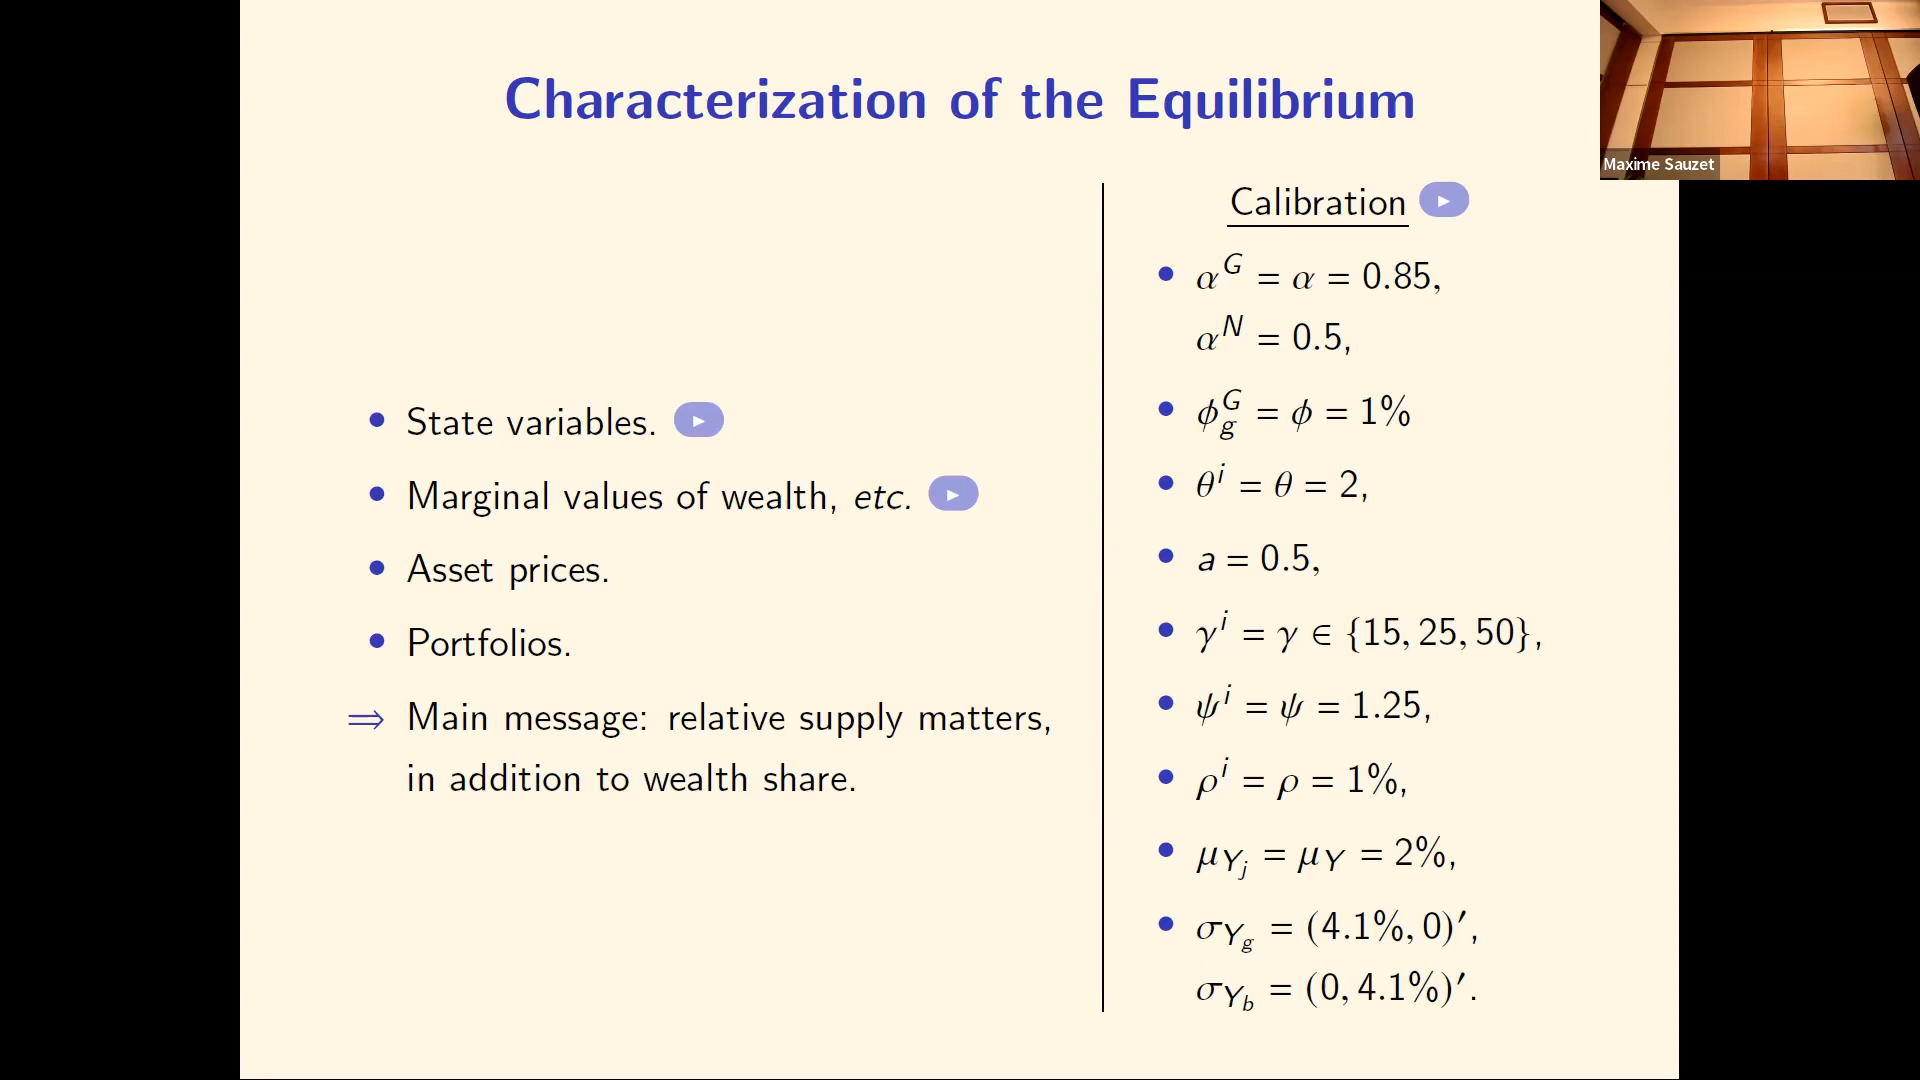 Characterization of the Equilibrium
Maxime Sauzet
• State variables.
• Marginal values of wealth, etc.
• Asset prices.
• Portfolios.
⟹ Main message: relative supply matters,
in addition to wealth share.
Calibration
• α^G = α = 0.85,
α^N = 0.5,
• ϕ_g^G = ϕ = 1%
• θ^i = θ = 2,
• a = 0.5,
• γ^i = γ ∈ {15, 25, 50},
• ψ^i = ψ = 1.25,
• ρ^i = ρ = 1%,
• μ_{Y_j} = μ_Y = 2%,
• σ_{Y_g} = (4.1%, 0)′,
σ_{Y_b} = (0, 4.1%)′.